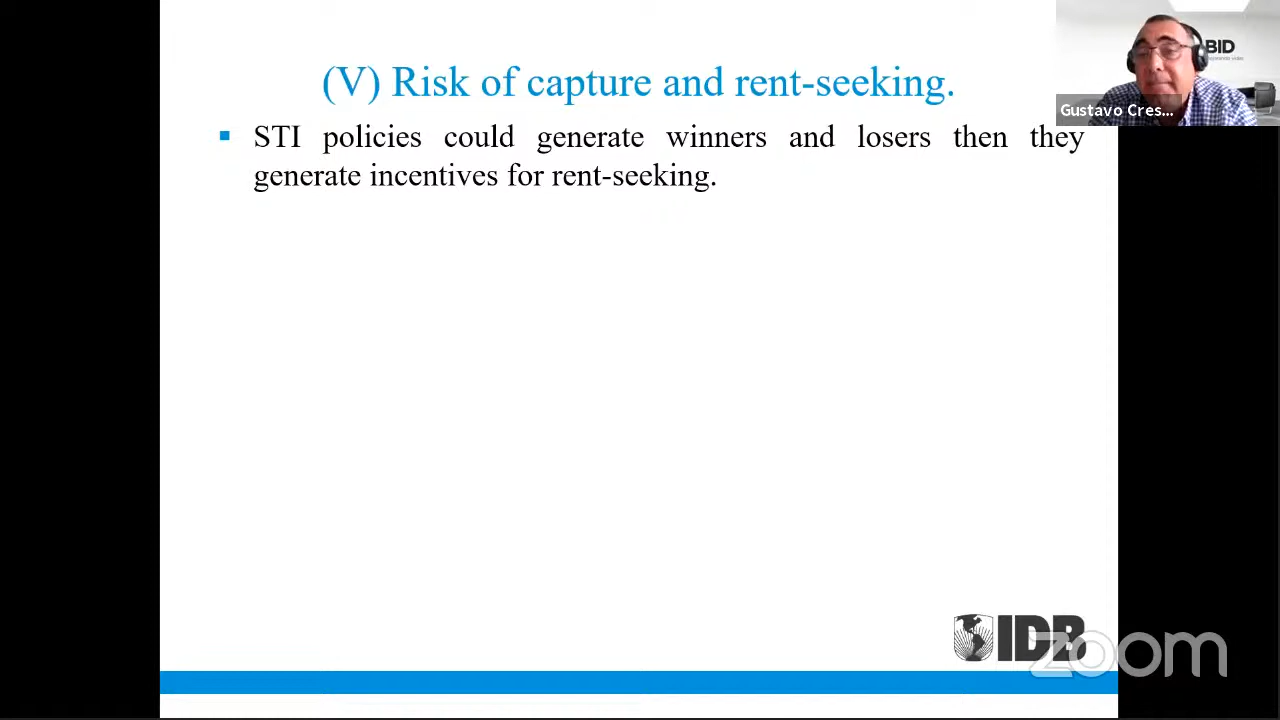 (V) Risk of capture and rent-seeking.
▪ STI policies could generate winners and losers then they
generate incentives for rent-seeking.
BID
Gustavo Cres...
IDB
zoom